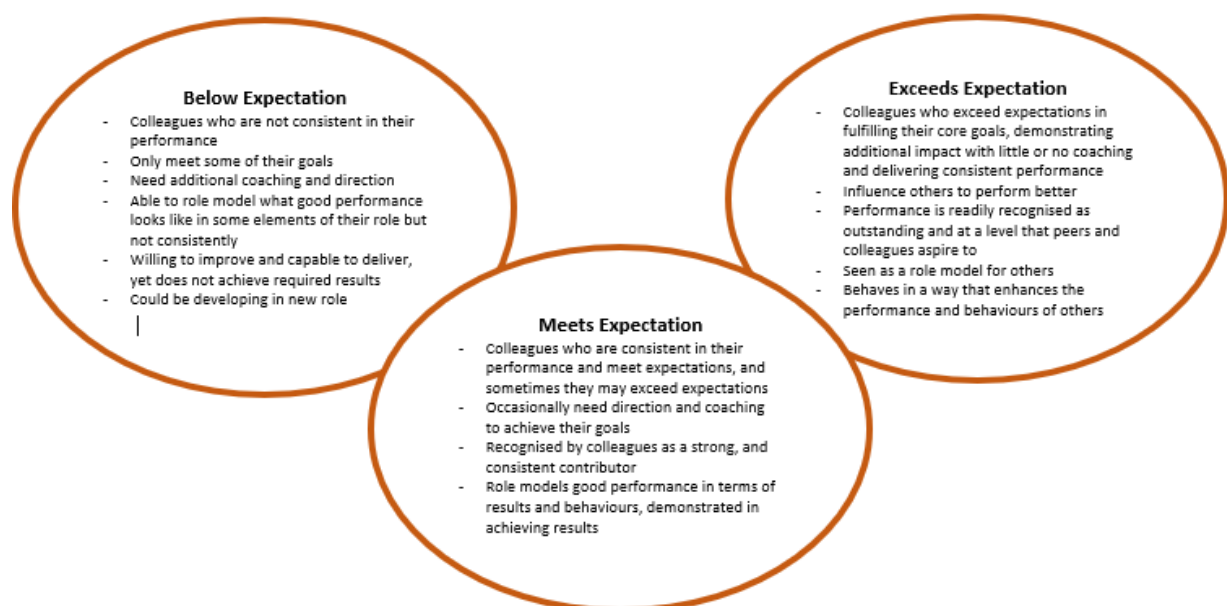 Below Expectation
- Colleagues who are not consistent in their
performance
- Only meet some of their goals
- Need additional coaching and direction
- Able to role model what good performance
looks like in some elements of their role but
not consistently
- Willing to improve and capable to deliver,
yet does not achieve required results
- Could be developing in new role
Meets Expectation
- Colleagues who are consistent in their
performance and meet expectations, and
sometimes they may exceed expectations
- Occasionally need direction and coaching
to achieve their goals
- Recognised by colleagues as a strong, and
consistent contributor
- Role models good performance in terms of
results and behaviours, demonstrated in
achieving results
Exceeds Expectation
- Colleagues who exceed expectations in
fulfilling their core goals, demonstrating
additional impact with little or no coaching
and delivering consistent performance
- Influence others to perform better
- Performance is readily recognised as
outstanding and at a level that peers and
colleagues aspire to
- Seen as a role model for others
- Behaves in a way that enhances the
performance and behaviours of others